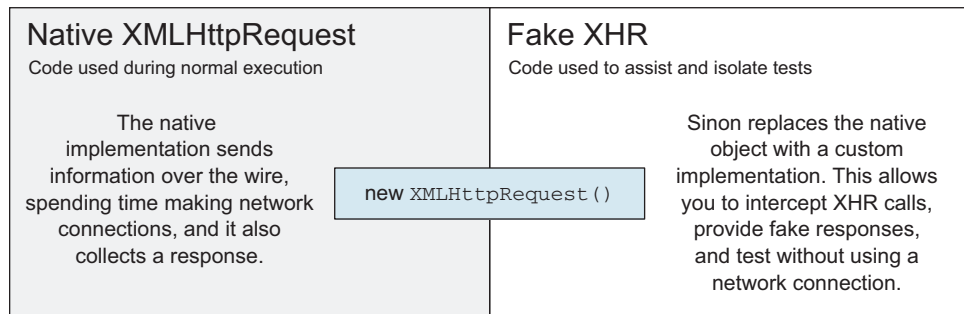 Native XMLHttpRequest
Code used during normal execution
The native
implementation sends
information over the wire,
spending time making network
connections, and it also
collects a response.
new XMLHttpRequest()
Fake XHR
Code used to assist and isolate tests
Sinon replaces the native
object with a custom
implementation. This allows
you to intercept XHR calls,
provide fake responses,
and test without using a
network connection.